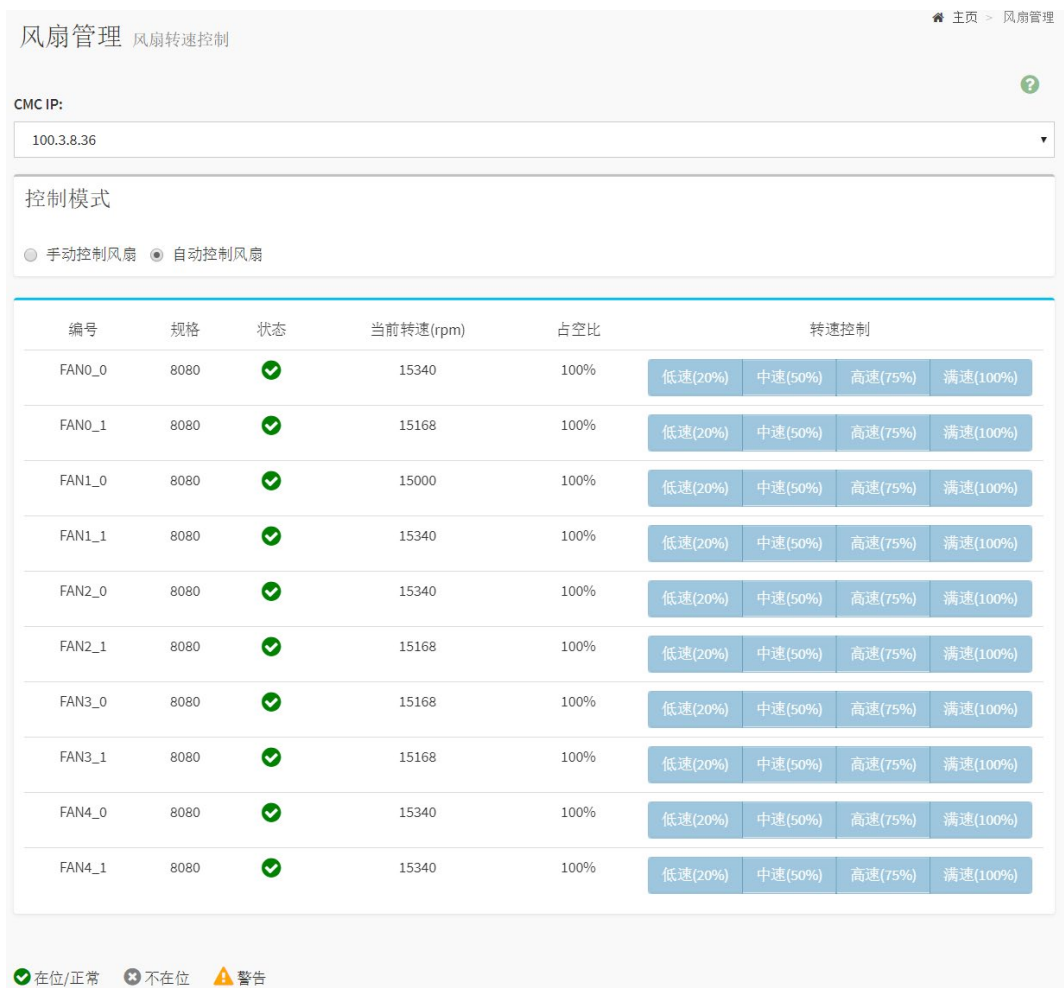 主页 > 风扇管理
风扇管理 风扇转速控制
CMC IP:
100.3.8.36
控制模式
手动控制风扇 自动控制风扇
编号 规格 状态 当前转速(rpm) 占空比 转速控制
FAN0_0 8080 15340 100% 低速(20%) 中速(50%) 高速(75%) 满速(100%)
FAN0_1 8080 15168 100% 低速(20%) 中速(50%) 高速(75%) 满速(100%)
FAN1_0 8080 15000 100% 低速(20%) 中速(50%) 高速(75%) 满速(100%)
FAN1_1 8080 15340 100% 低速(20%) 中速(50%) 高速(75%) 满速(100%)
FAN2_0 8080 15340 100% 低速(20%) 中速(50%) 高速(75%) 满速(100%)
FAN2_1 8080 15168 100% 低速(20%) 中速(50%) 高速(75%) 满速(100%)
FAN3_0 8080 15168 100% 低速(20%) 中速(50%) 高速(75%) 满速(100%)
FAN3_1 8080 15168 100% 低速(20%) 中速(50%) 高速(75%) 满速(100%)
FAN4_0 8080 15340 100% 低速(20%) 中速(50%) 高速(75%) 满速(100%)
FAN4_1 8080 15340 100% 低速(20%) 中速(50%) 高速(75%) 满速(100%)
在位/正常 不在位 警告